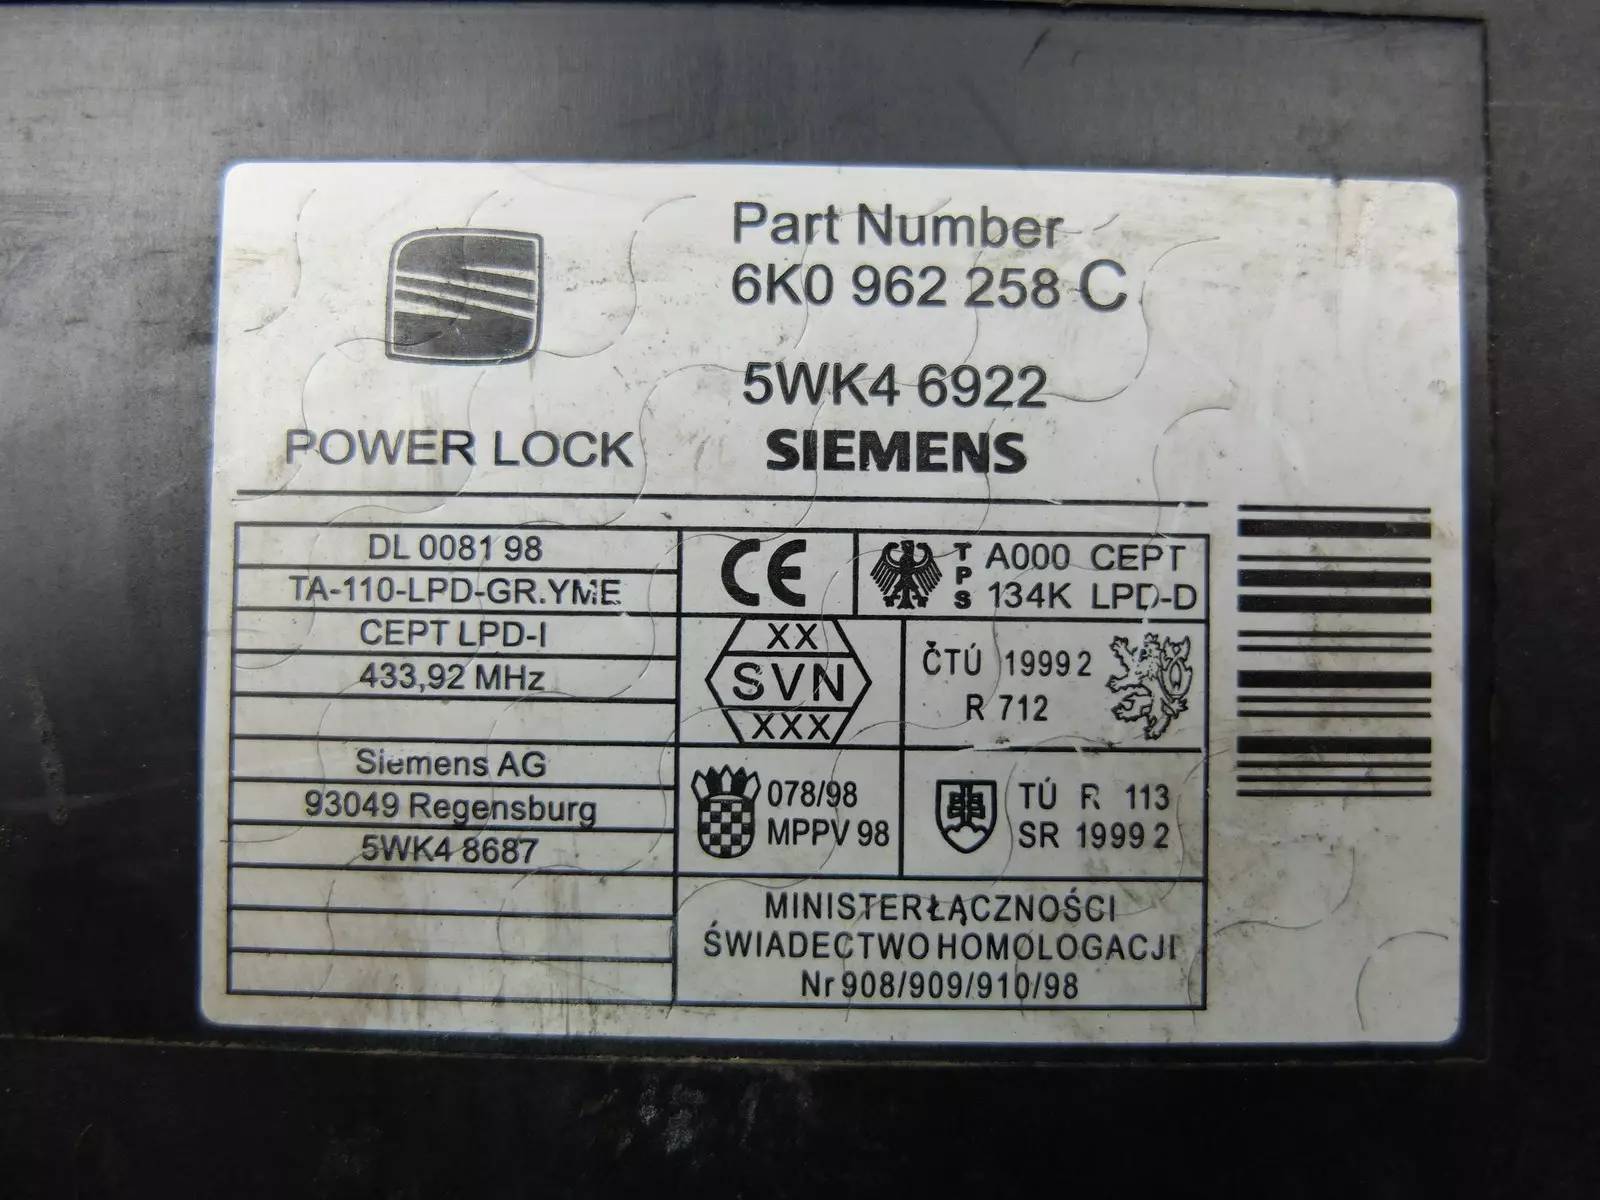 Part Number
6K0 962 258 C
5WK4 6922
POWER LOCK
SIEMENS
DL 0081 98
TA-110-LPD-GR.YME
CEPT LPD-I
433,92 MHz
Siemens AG
93049 Regensburg
5WK4 8687
CE
TPS
A000 CEPT
134K LPD-D
XX
SVN
XXX
ČTÚ 1999 2
R 712
078/98
MPPV 98
TÚ R 113
SR 1999 2
MINISTER ŁĄCZNOŚCI
ŚWIADECTWO HOMOLOGACJI
Nr 908/909/910/98